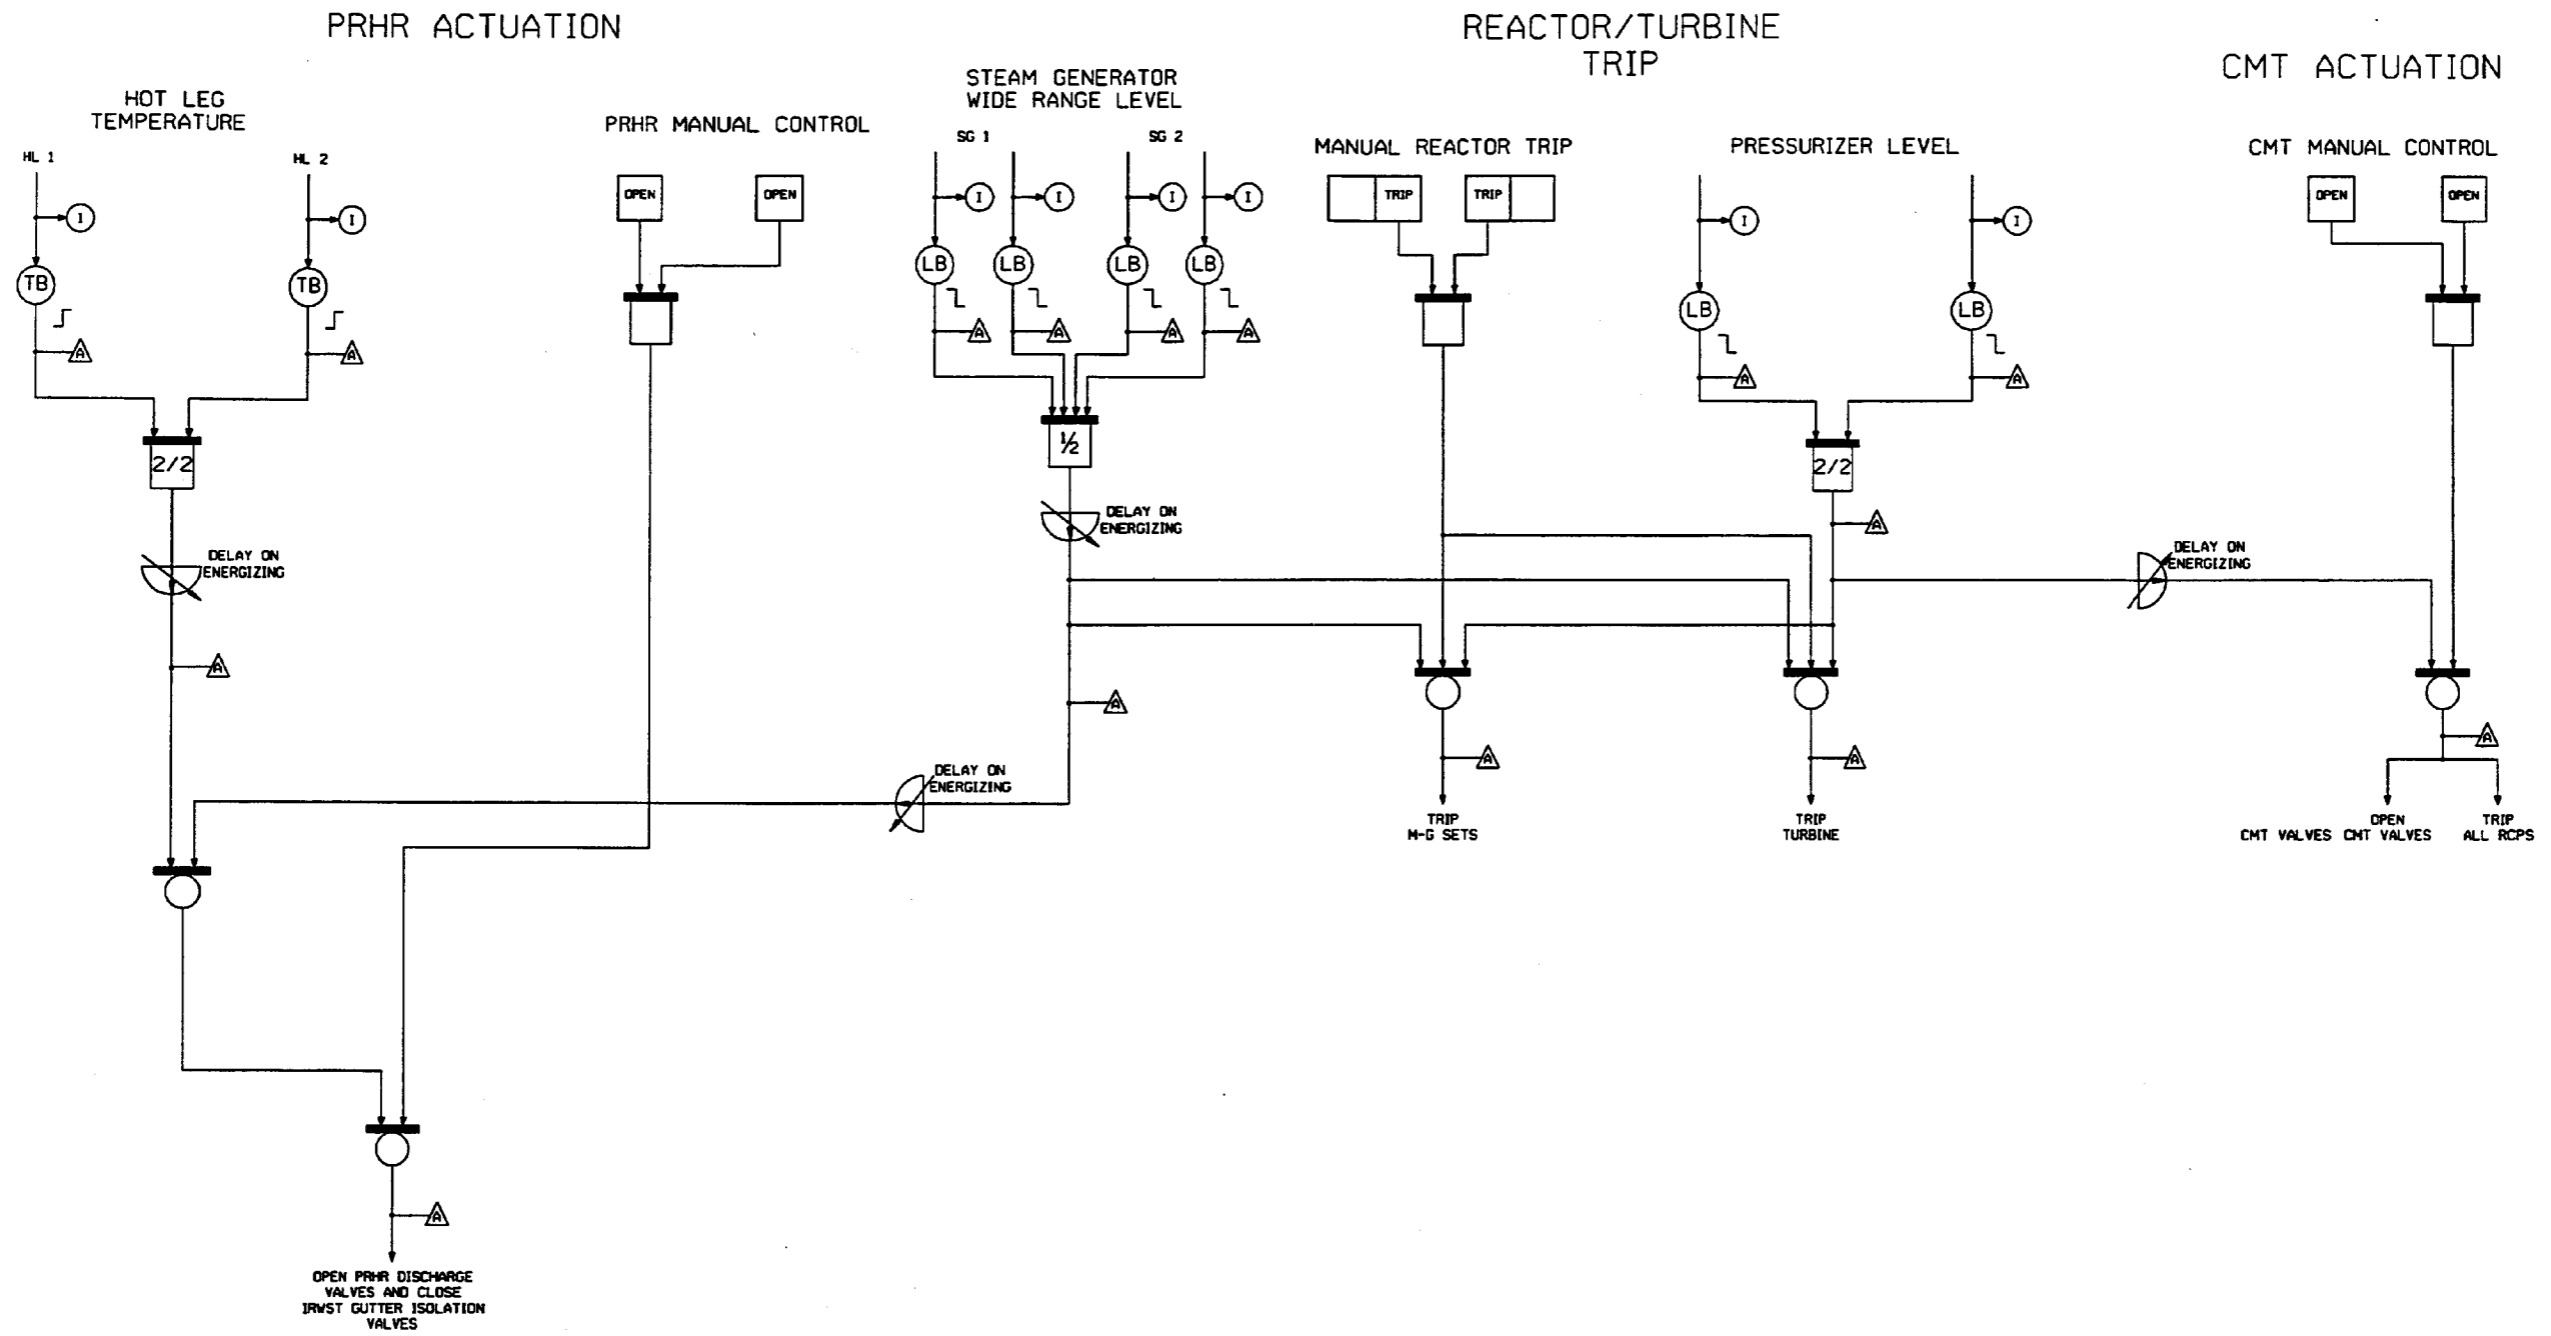 PRHR ACTUATION
REACTOR/TURBINE
TRIP
CMT ACTUATION
HOT LEG
TEMPERATURE
HL 1
HL 2
I
I
TB
TB
A
A
2/2
DELAY ON
ENERGIZING
A
PRHR MANUAL CONTROL
OPEN
OPEN
STEAM GENERATOR
WIDE RANGE LEVEL
SG 1
SG 2
I
I
I
I
LB
LB
LB
LB
A
A
A
A
1/2
DELAY ON
ENERGIZING
A
DELAY ON
ENERGIZING
MANUAL REACTOR TRIP
TRIP
TRIP
PRESSURIZER LEVEL
I
I
LB
LB
A
A
2/2
A
DELAY ON
ENERGIZING
CMT MANUAL CONTROL
OPEN
OPEN
A
A
A
TRIP
M-G SETS
TRIP
TURBINE
OPEN
CMT VALVES CMT VALVES
TRIP
ALL RCPS
A
OPEN PRHR DISCHARGE
VALVES AND CLOSE
IRWST GUTTER ISOLATION
VALVES